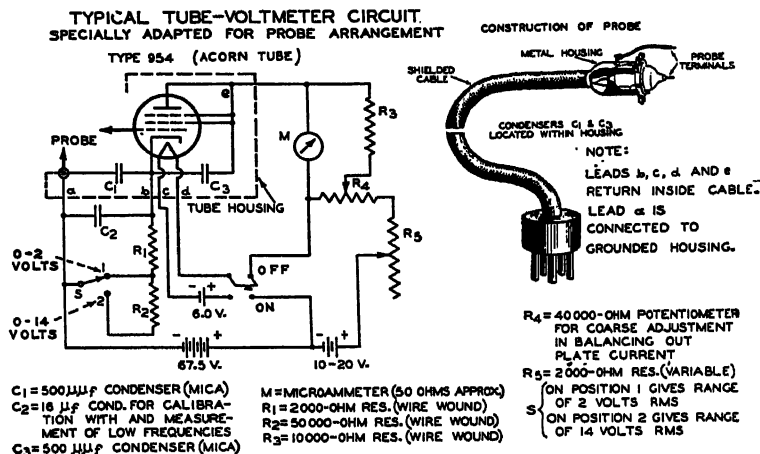 TYPICAL TUBE-VOLTMETER CIRCUIT
SPECIALLY ADAPTED FOR PROBE ARRANGEMENT
TYPE 954 (ACORN TUBE)
e
PROBE
a
C1
b
c
d
C3
TUBE HOUSING
C2
M
R3
R4
R5
0-2
VOLTS
S
1
2
R1
R2
0-14
VOLTS
OFF
ON
- +
6.0 V.
- +
67.5 V.
- +
10-20 V.
CONSTRUCTION OF PROBE
METAL HOUSING
SHIELDED
CABLE
PROBE
TERMINALS
CONDENSERS C1 & C3
LOCATED WITHIN HOUSING
NOTE:
LEADS b, c, d AND e
RETURN INSIDE CABLE.
LEAD a IS
CONNECTED TO
GROUNDED HOUSING.
C1=500 μμf CONDENSER (MICA)
C2=16 μf COND. FOR CALIBRA-
TION WITH AND MEASURE-
MENT OF LOW FREQUENCIES
C3=500 μμf CONDENSER (MICA)
M=MICROAMMETER (50 OHMS APPROX.)
R1=2000-OHM RES. (WIRE WOUND)
R2=50000-OHM RES. (WIRE WOUND)
R3=10000-OHM RES. (WIRE WOUND)
R4=40000-OHM POTENTIOMETER
FOR COARSE ADJUSTMENT
IN BALANCING OUT
PLATE CURRENT
R5=2000-OHM RES. (VARIABLE)
S { ON POSITION 1 GIVES RANGE
OF 2 VOLTS RMS
ON POSITION 2 GIVES RANGE
OF 14 VOLTS RMS